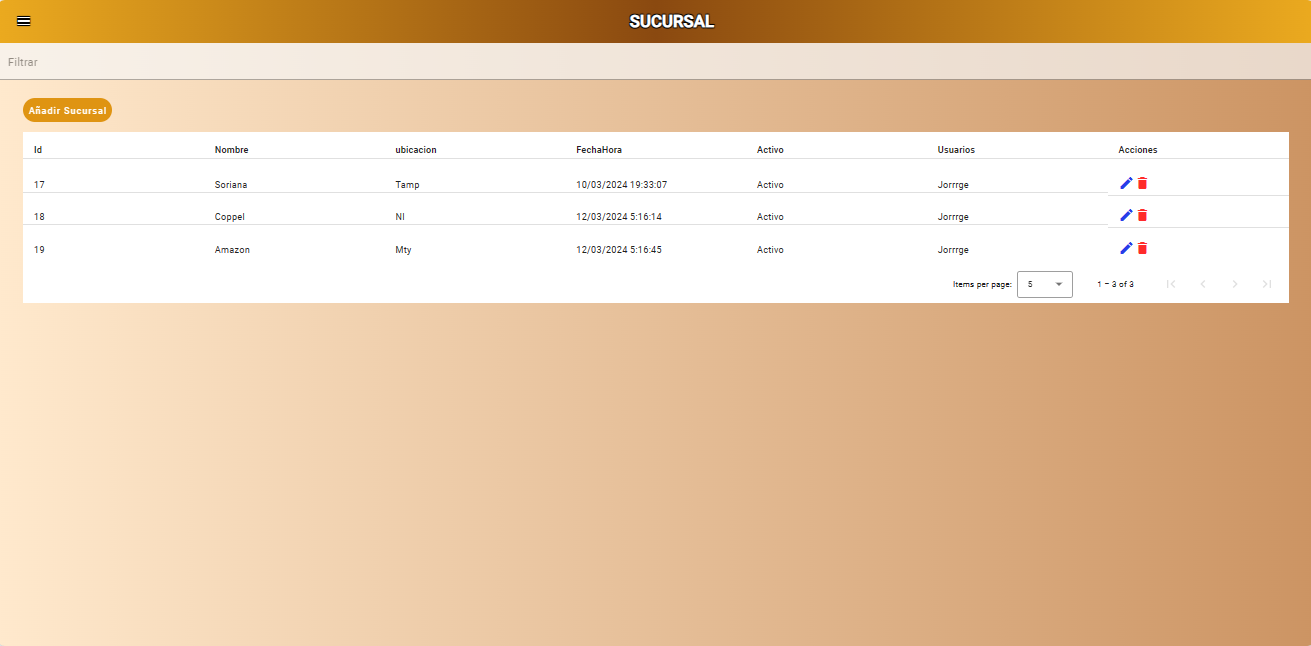 SUCURSAL
Filtrar
Añadir Sucursal
Id Nombre ubicacion FechaHora Activo Usuarios Acciones
17 Soriana Tamp 10/03/2024 19:33:07 Activo Jorrrge
18 Coppel Nl 12/03/2024 5:16:14 Activo Jorrrge
19 Amazon Mty 12/03/2024 5:16:45 Activo Jorrrge
Items per page: 5 1 – 3 of 3